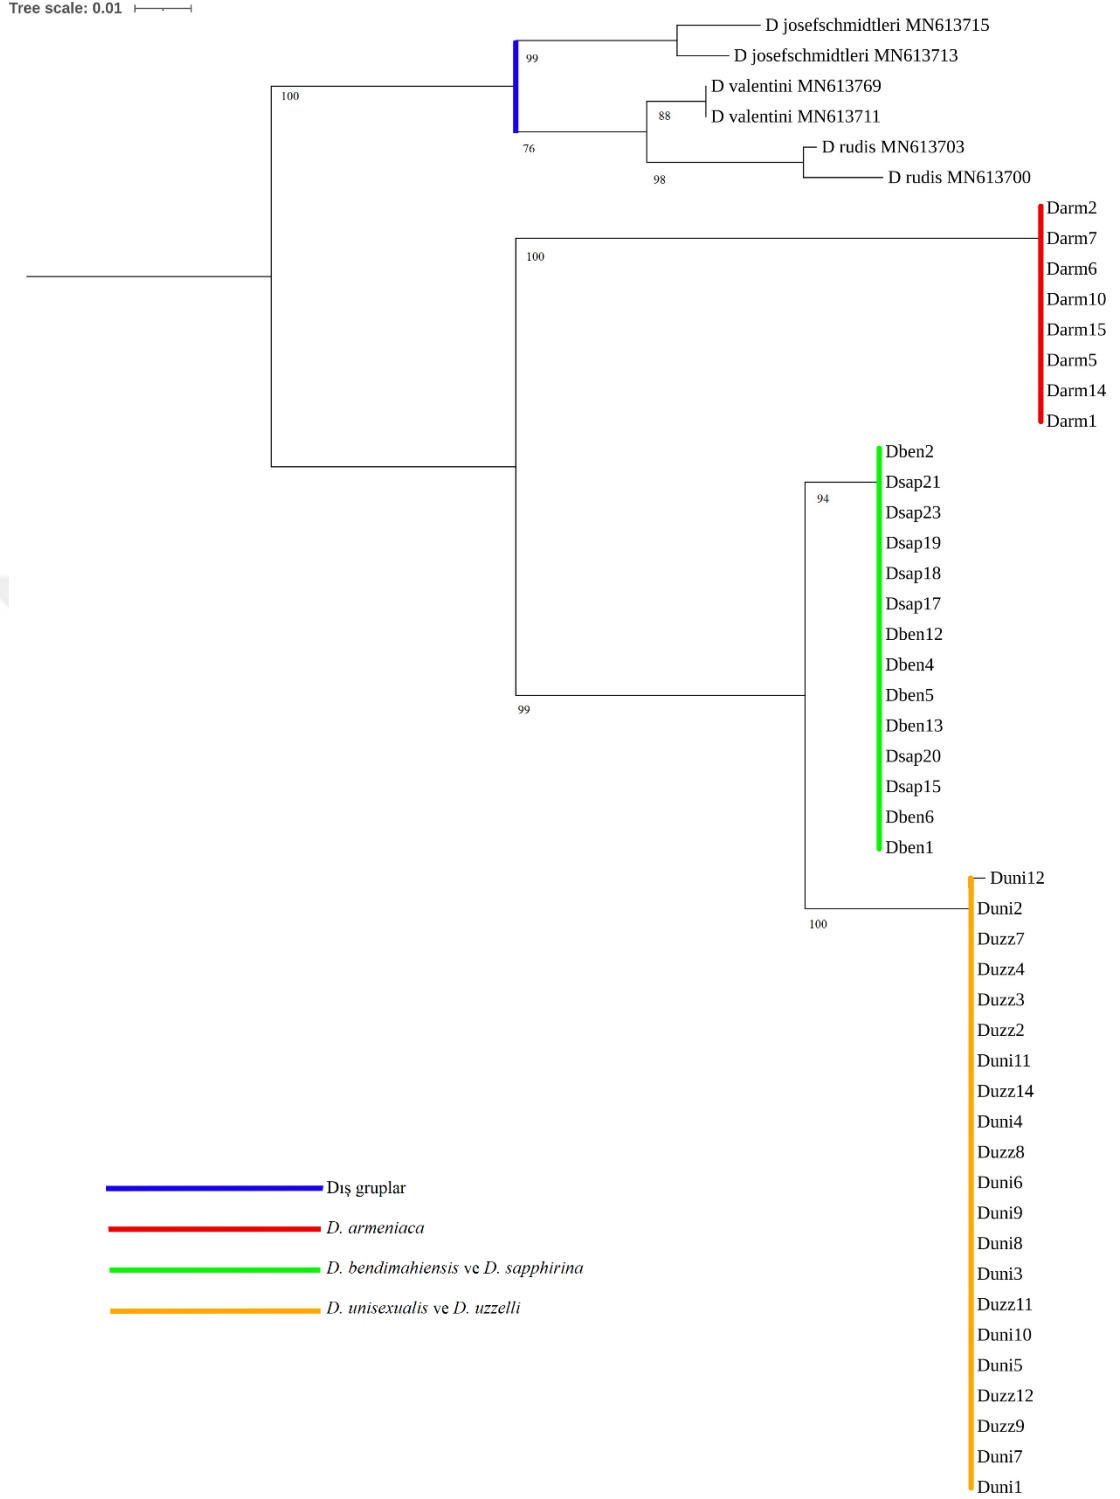 Tree scale: 0.01
D josefschmidtleri MN613715
99
D josefschmidtleri MN613713
D valentini MN613769
100
88
D valentini MN613711
76
D rudis MN613703
98
D rudis MN613700
Darm2
Darm7
100
Darm6
Darm10
Darm15
Darm5
Darm14
Darm1
Dben2
Dsap21
94
Dsap23
Dsap19
Dsap18
Dsap17
Dben12
Dben4
Dben5
99
Dben13
Dsap20
Dsap15
Dben6
Dben1
Duni12
Duni2
100
Duzz7
Duzz4
Duzz3
Duzz2
Duni11
Duzz14
Duni4
Duzz8
Duni6
Duni9
Duni8
Duni3
Duzz11
Duni10
Duni5
Duzz12
Duzz9
Duni7
Duni1
Dış gruplar
D. armeniaca
D. bendimahiensis ve D. sapphirina
D. unisexualis ve D. uzzelli